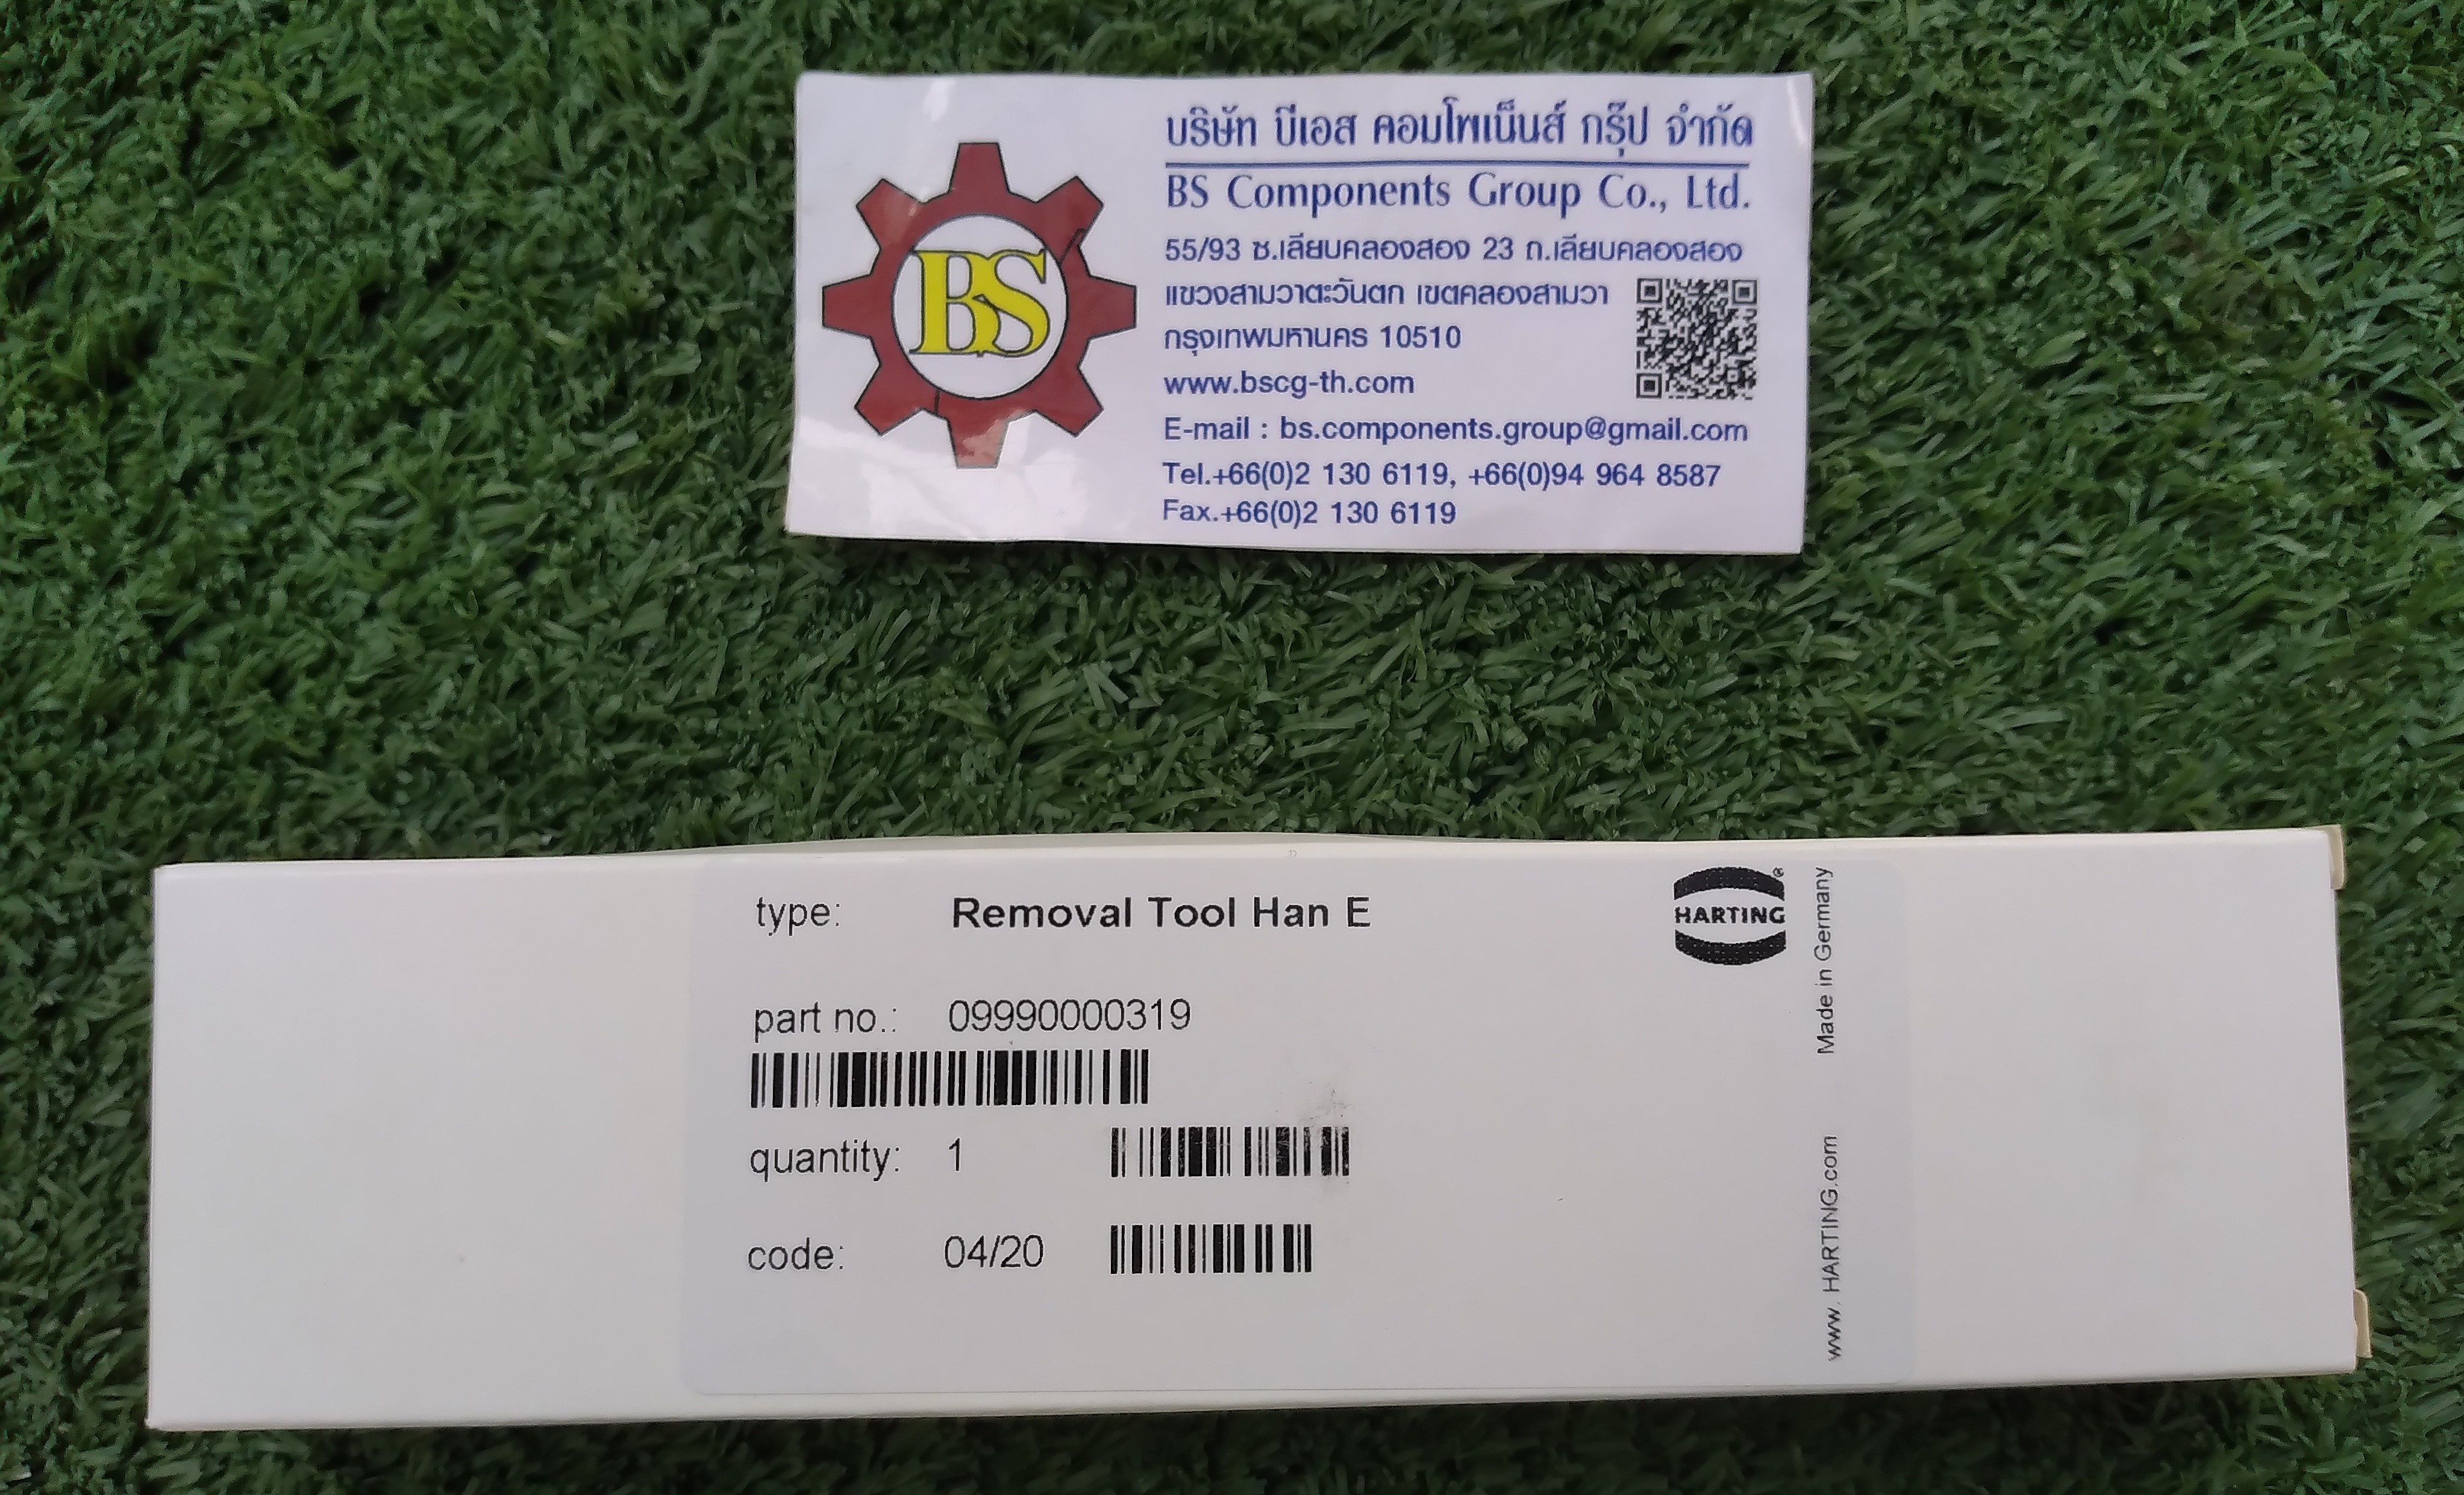 บริษัท บีเอส คอมโพเน็นส์ กรุ๊ป จำกัด
BS Components Group Co., Ltd.
BS
55/93 ซ.เลียบคลองสอง 23 ถ.เลียบคลองสอง
แขวงสามวาตะวันตก เขตคลองสามวา
กรุงเทพมหานคร 10510
www.bscg-th.com
E-mail : bs.components.group@gmail.com
Tel.+66(0)2 130 6119, +66(0)94 964 8587
Fax.+66(0)2 130 6119
type: Removal Tool Han E
HARTING®
part no.: 09990000319
quantity: 1
code: 04/20
Made in Germany
www. HARTING.com